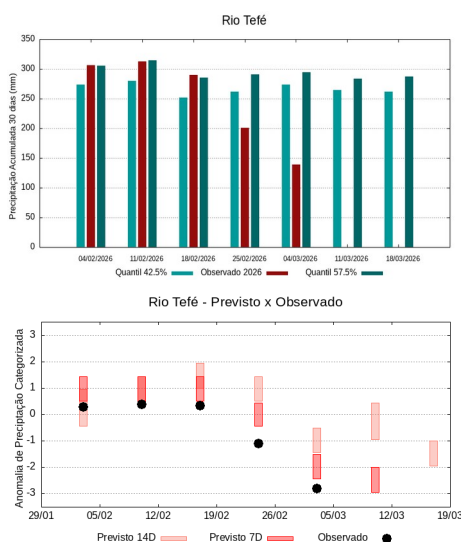 Rio Tefé
Precipitação Acumulada 30 dias (mm)
350
300
250
200
150
100
50
0
04/02/2026 11/02/2026 18/02/2026 25/02/2026 04/03/2026 11/03/2026 18/03/2026
Quantil 42.5% Observado 2026 Quantil 57.5%
Rio Tefé - Previsto x Observado
Anomalia de Preciptação Categorizada
3
2
1
0
-1
-2
-3
29/01 05/02 12/02 19/02 26/02 05/03 12/03 19/03
Previsto 14D Previsto 7D Observado